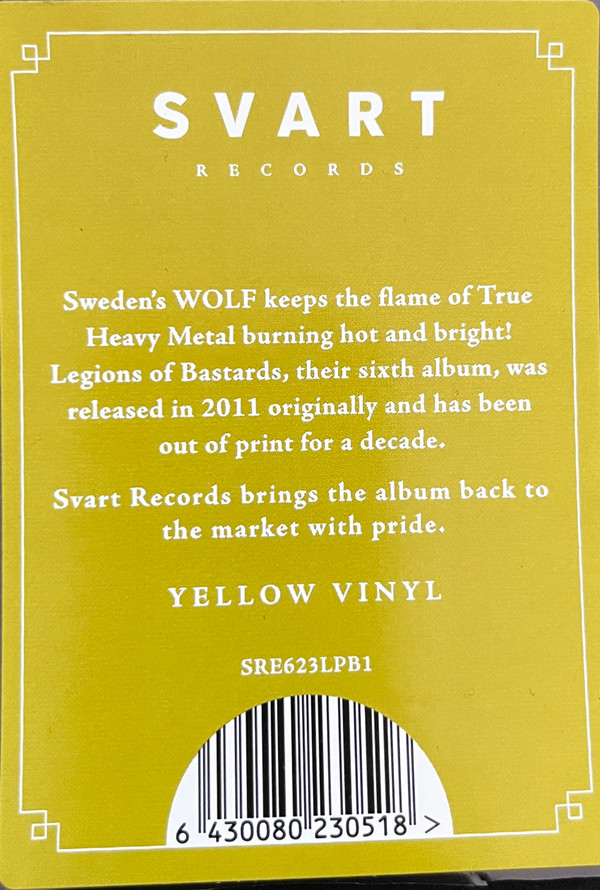 SVART
RECORDS
Sweden's WOLF keeps the flame of True
Heavy Metal burning hot and bright!
Legions of Bastards, their sixth album, was
released in 2011 originally and has been
out of print for a decade.
Svart Records brings the album back to
the market with pride.
YELLOW VINYL
SRE623LPB1
6 430080 230518 >